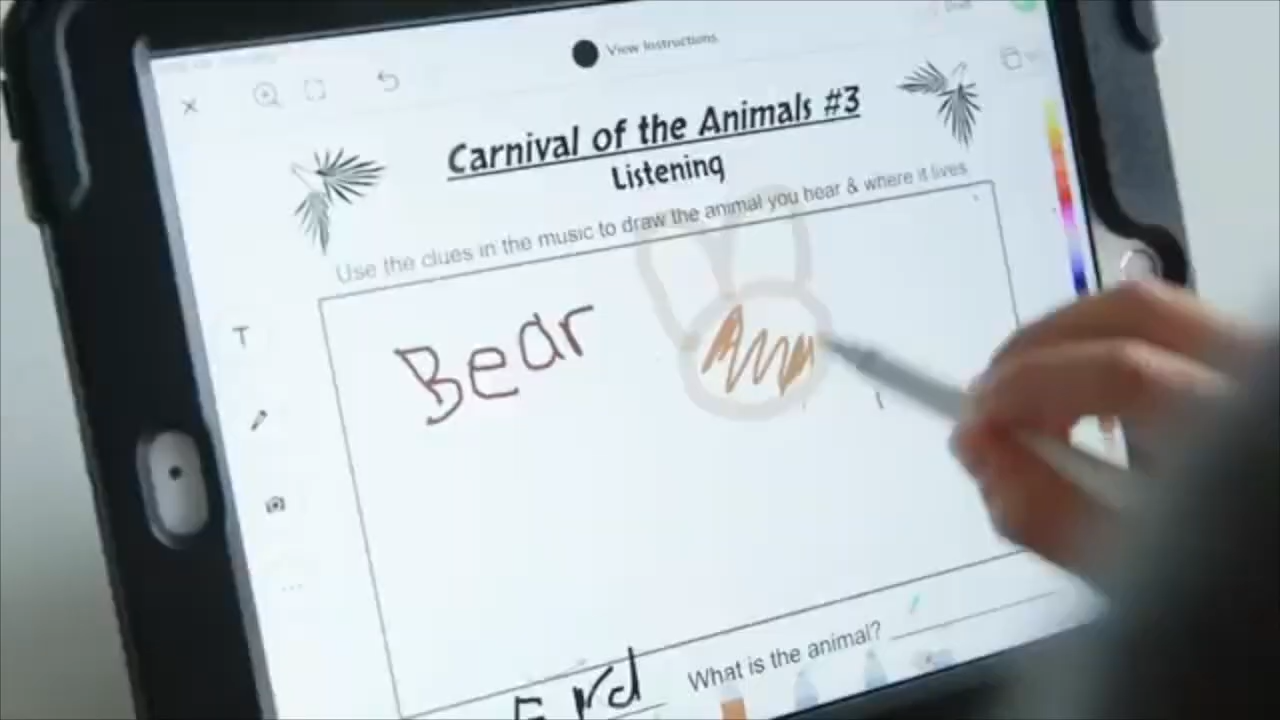 View Instructions
Carnival of the Animals #3
Listening
Use the clues in the music to draw the animal you hear & where it lives
T
Bear
What is the animal?